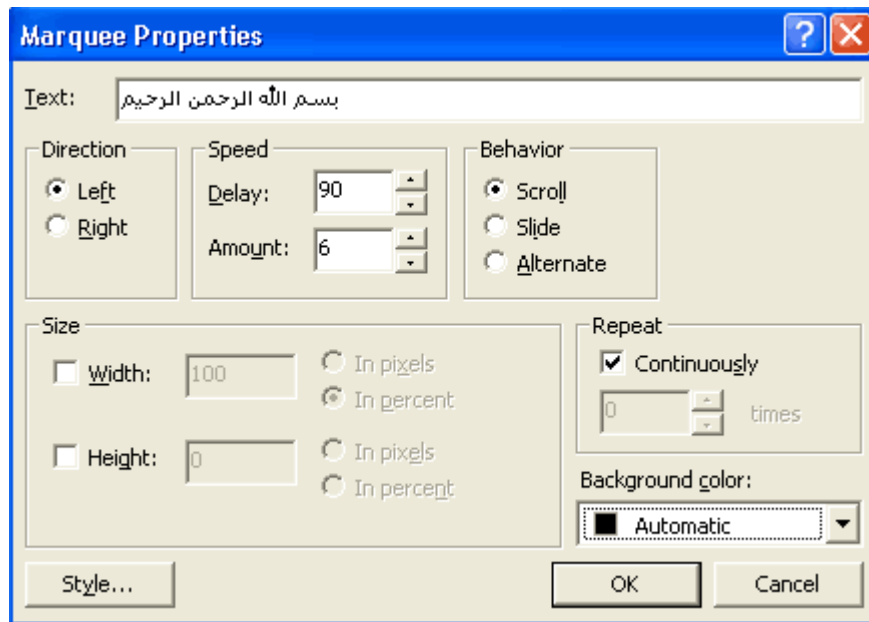 Marquee Properties
Text: بسم الله الرحمن الرحيم
Direction
Left
Right
Speed
Delay: 90
Amount: 6
Behavior
Scroll
Slide
Alternate
Size
Width: 100
In pixels
In percent
Height: 0
In pixels
In percent
Repeat
Continuously
0 times
Background color:
Automatic
Style...
OK
Cancel